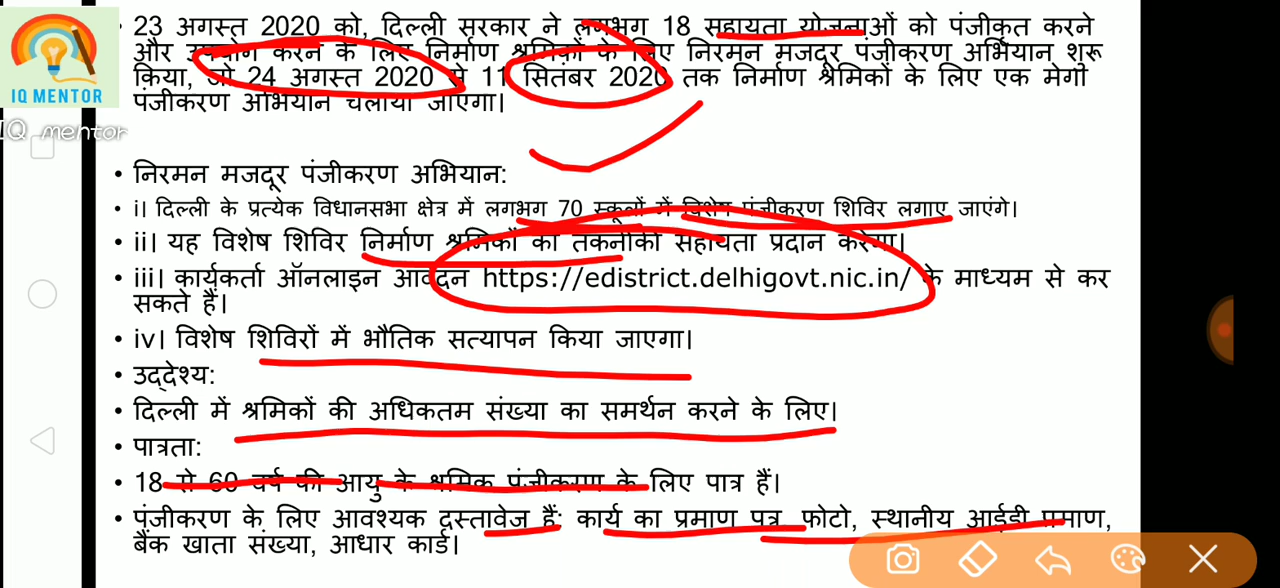 23 अगस्त 2020 को, दिल्ली सरकार ने लगभग 18 सहायता योजनाओं को पंजीकृत करने
और उपयोग करने के लिए निर्माण श्रमिकों के लिए निरमन मजदूर पंजीकरण अभियान शुरू
किया, जो 24 अगस्त 2020 से 11 सितंबर 2020 तक निर्माण श्रमिकों के लिए एक मेगा
पंजीकरण अभियान चलाया जाएगा।
IQ MENTOR
IQ mentor
• निरमन मजदूर पंजीकरण अभियान:
• i। दिल्ली के प्रत्येक विधानसभा क्षेत्र में लगभग 70 स्कूलों में विशेष पंजीकरण शिविर लगाए जाएंगे।
• ii। यह विशेष शिविर निर्माण श्रमिकों को तकनीकी सहायता प्रदान करेगा।
• iii। कार्यकर्ता ऑनलाइन आवेदन https://edistrict.delhigovt.nic.in/ के माध्यम से कर
सकते हैं।
• iv। विशेष शिविरों में भौतिक सत्यापन किया जाएगा।
• उद्देश्य:
• दिल्ली में श्रमिकों की अधिकतम संख्या का समर्थन करने के लिए।
• पात्रता:
• 18 से 60 वर्ष की आयु के श्रमिक पंजीकरण के लिए पात्र हैं।
• पंजीकरण के लिए आवश्यक दस्तावेज हैं: कार्य का प्रमाण पत्र, फोटो, स्थानीय आईडी प्रमाण,
बैंक खाता संख्या, आधार कार्ड।